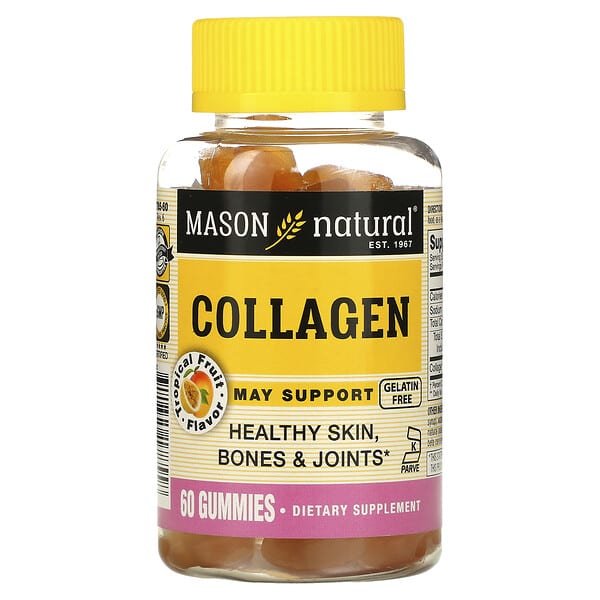 MASON natural®
EST. 1967
COLLAGEN
Tropical Fruit
• Flavor •
MAY SUPPORT
GELATIN
FREE
HEALTHY SKIN,
BONES & JOINTS*
K
PARVE
60 GUMMIES • DIETARY SUPPLEMENT